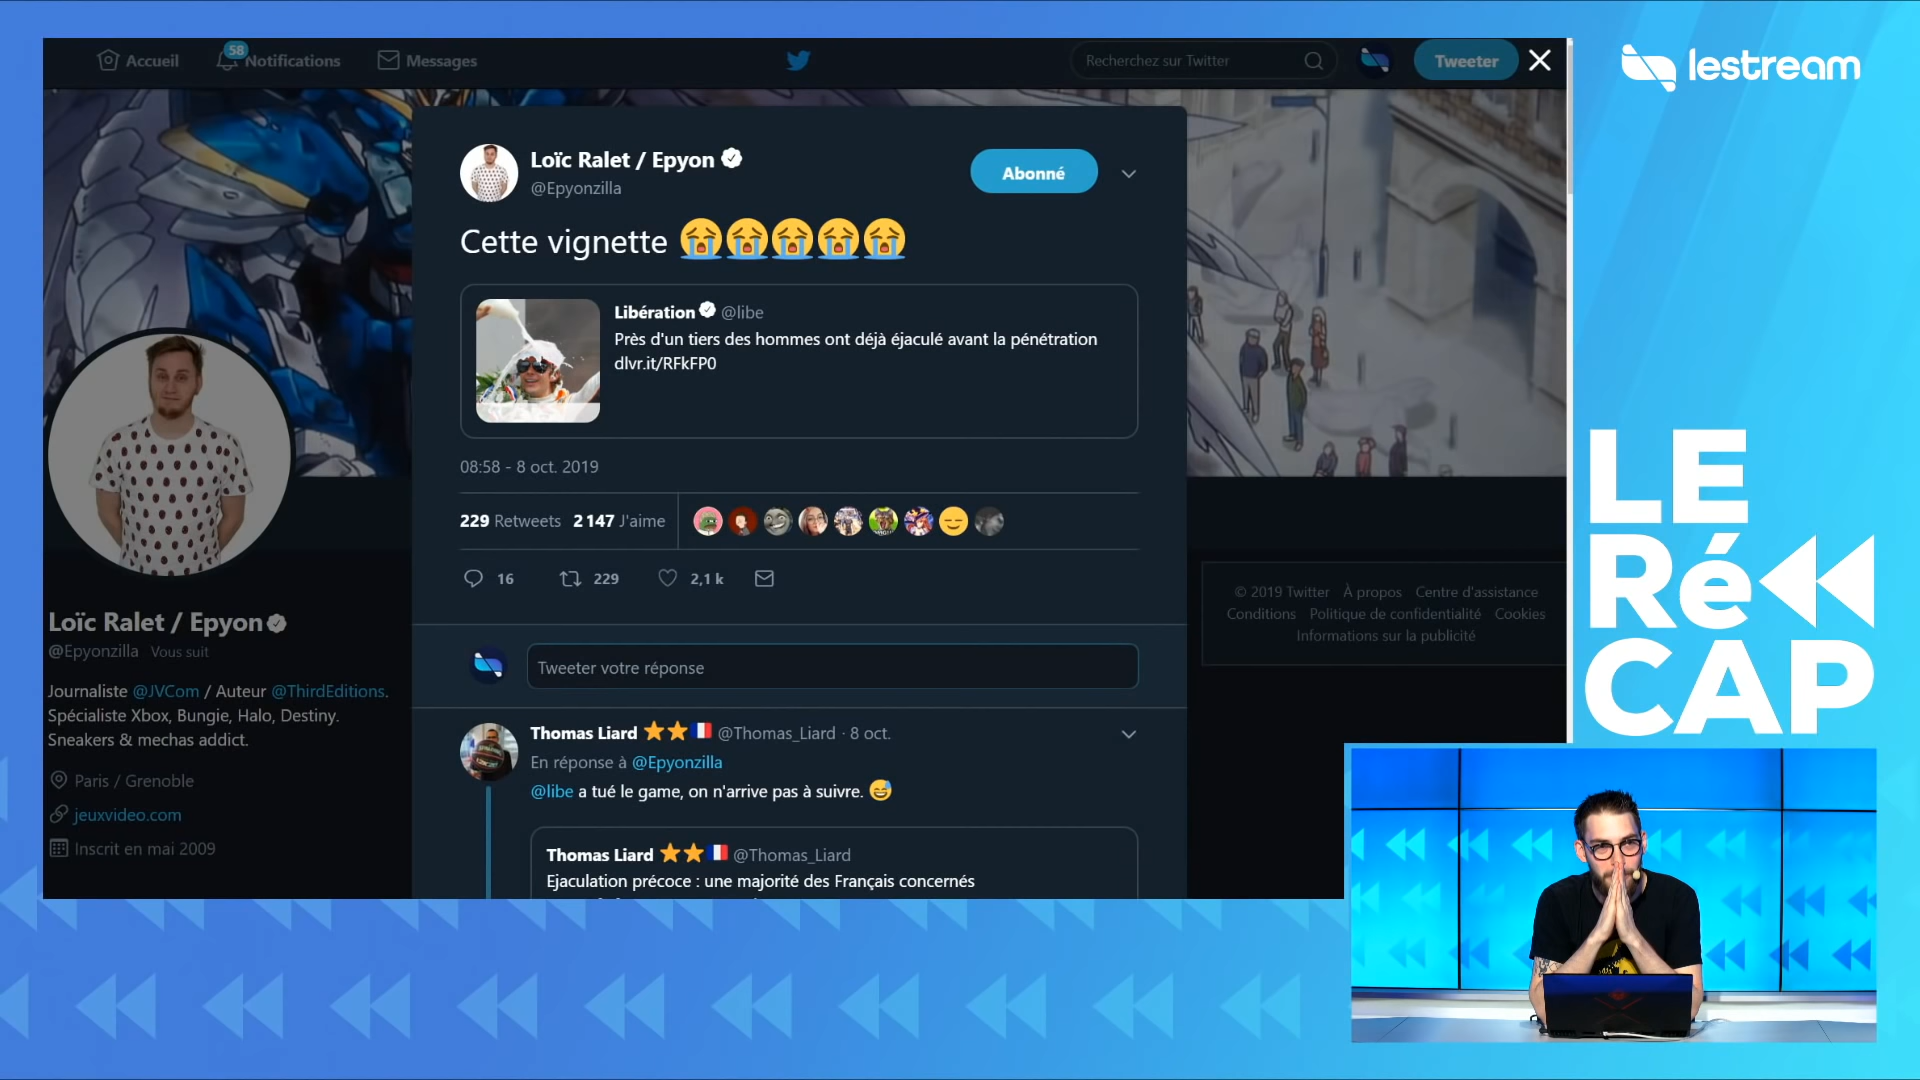 Accueil
58
Notifications
Messages
Recherchez sur Twitter
Tweeter
lestream
Loïc Ralet / Epyon
@Epyonzilla
Abonné
Cette vignette 😭😭😭😭😭
Libération @libe
Près d'un tiers des hommes ont déjà éjaculé avant la pénétration
dlvr.it/RFkFP0
08:58 - 8 oct. 2019
229 Retweets 2 147 J'aime
16
229
2,1 k
Tweeter votre réponse
Thomas Liard ⭐⭐🇫🇷 @Thomas_Liard · 8 oct.
En réponse à @Epyonzilla
@libe a tué le game, on n'arrive pas à suivre. 😅
Thomas Liard ⭐⭐🇫🇷 @Thomas_Liard
Ejaculation précoce : une majorité des Français concernés
Loïc Ralet / Epyon
@Epyonzilla Vous suit
Journaliste @JVCom / Auteur @ThirdEditions.
Spécialiste Xbox, Bungie, Halo, Destiny.
Sneakers & mechas addict.
Paris / Grenoble
jeuxvideo.com
Inscrit en mai 2009
© 2019 Twitter À propos Centre d'assistance
Conditions Politique de confidentialité Cookies
Informations sur la publicité
LE
Ré
CAP